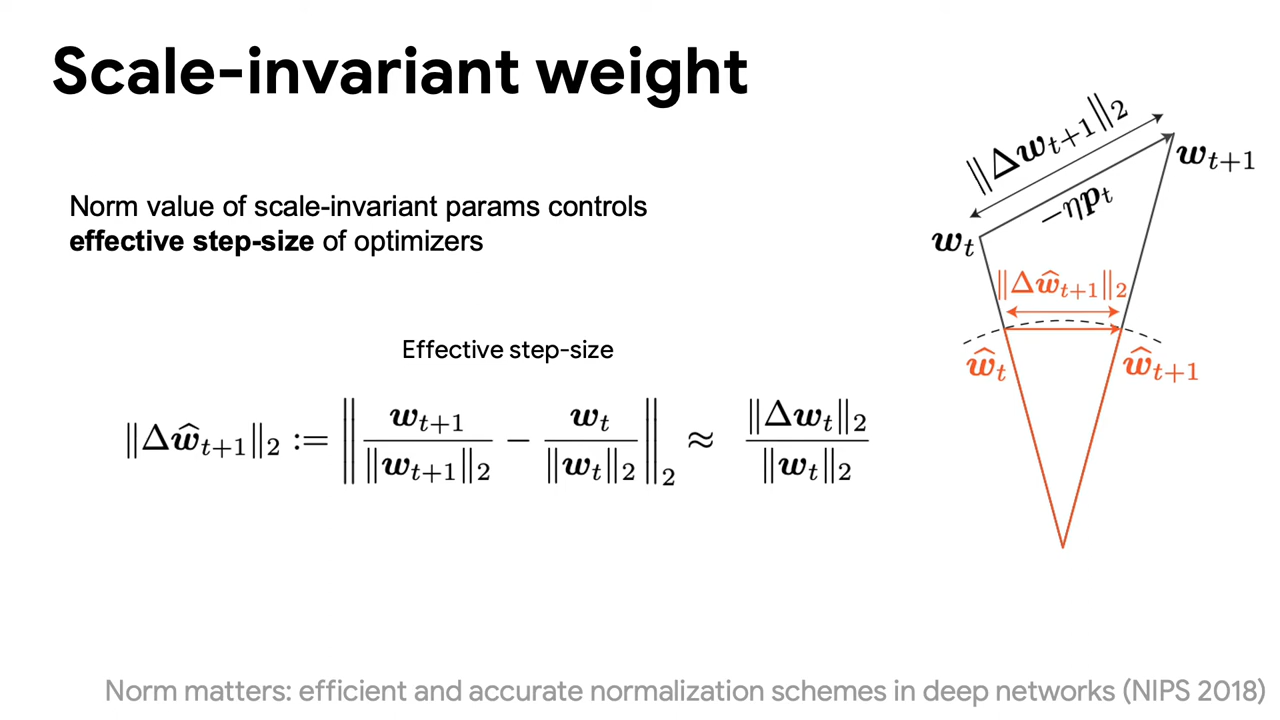 Scale-invariant weight
Norm value of scale-invariant params controls
effective step-size of optimizers
‖Δw_{t+1}‖₂
w_{t+1}
−ηp_t
w_t
‖Δŵ_{t+1}‖₂
ŵ_t
ŵ_{t+1}
Effective step-size
‖Δŵ_{t+1}‖₂ := ‖ w_{t+1} / ‖w_{t+1}‖₂ − w_t / ‖w_t‖₂ ‖₂ ≈ ‖Δw_t‖₂ / ‖w_t‖₂
Norm matters: efficient and accurate normalization schemes in deep networks (NIPS 2018)